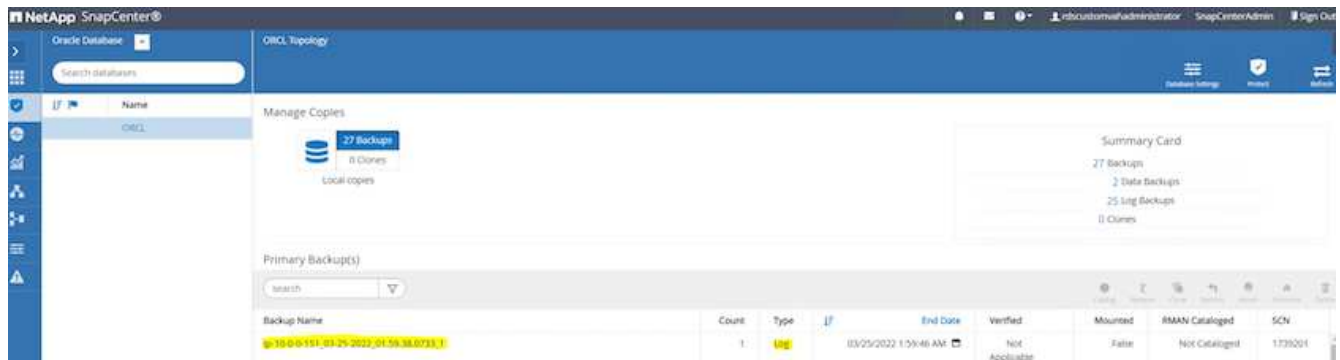 NetApp SnapCenter®
SnapCenterAdmin
Sign Out
Oracle Database
ORCL Topology
Search databases
Database Settings
Protect
Refresh
Name
ORCL
Manage Copies
27 Backups
0 Clones
Local copies
Summary Card
27 Backups
2 Data Backups
25 Log Backups
0 Clones
Primary Backup(s)
search
Backup Name
Count
Type
End Date
Verified
Mounted
RMAN Cataloged
SCN
ip-10-0-0-151_03-25-2022_01.59.38.0733_1
1
Log
03/25/2022 1:59:46 AM
Not Applicable
False
Not Cataloged
1739201